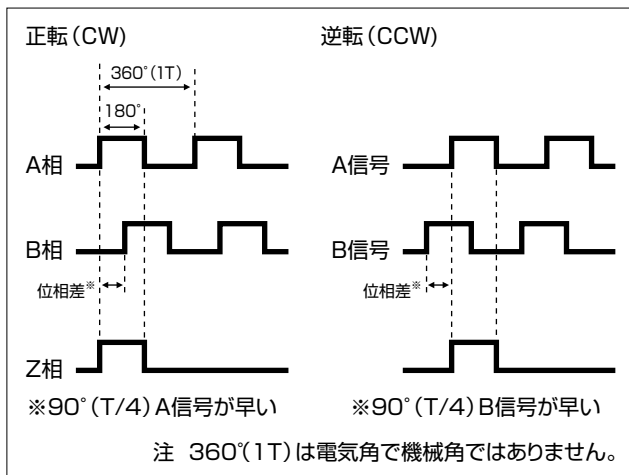 正転(CW)
360°(1T)
180°
A相
B相
位相差※
Z相
※90°(T/4)A信号が早い
逆転(CCW)
A信号
B信号
位相差※
※90°(T/4)B信号が早い
注 360°(1T)は電気角で機械角ではありません。